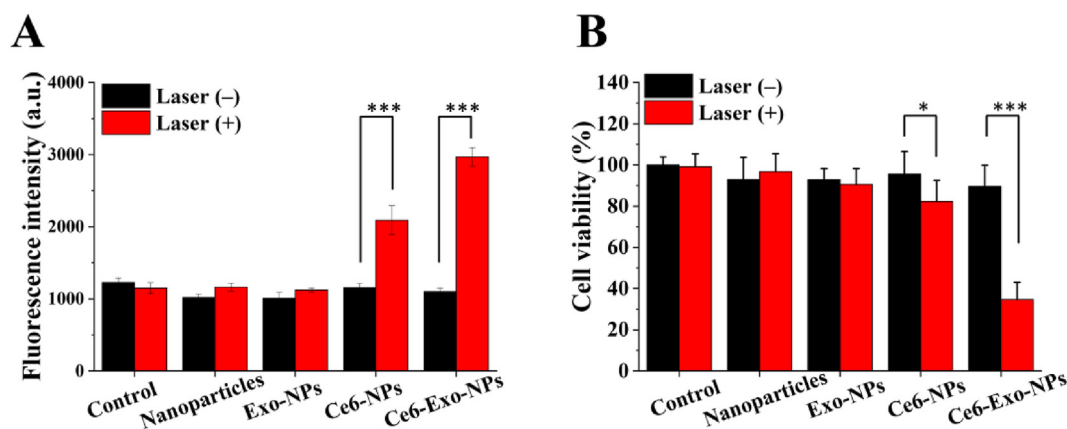 A
Fluorescence intensity (a.u.)
4000
3000
2000
1000
0
Laser (–)
Laser (+)
***
***
Control
Nanoparticles
Exo-NPs
Ce6-NPs
Ce6-Exo-NPs
B
Cell viability (%)
140
120
100
80
60
40
20
0
Laser (–)
Laser (+)
*
***
Control
Nanoparticles
Exo-NPs
Ce6-NPs
Ce6-Exo-NPs